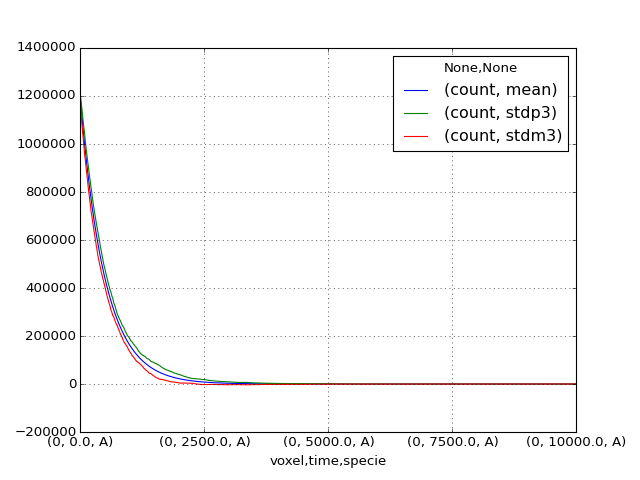 1400000
1200000
1000000
800000
600000
400000
200000
0
−200000
None,None
(count, mean)
(count, stdp3)
(count, stdm3)
(0, 0.0, A) (0, 2500.0, A) (0, 5000.0, A) (0, 7500.0, A) (0, 10000.0, A)
voxel,time,specie